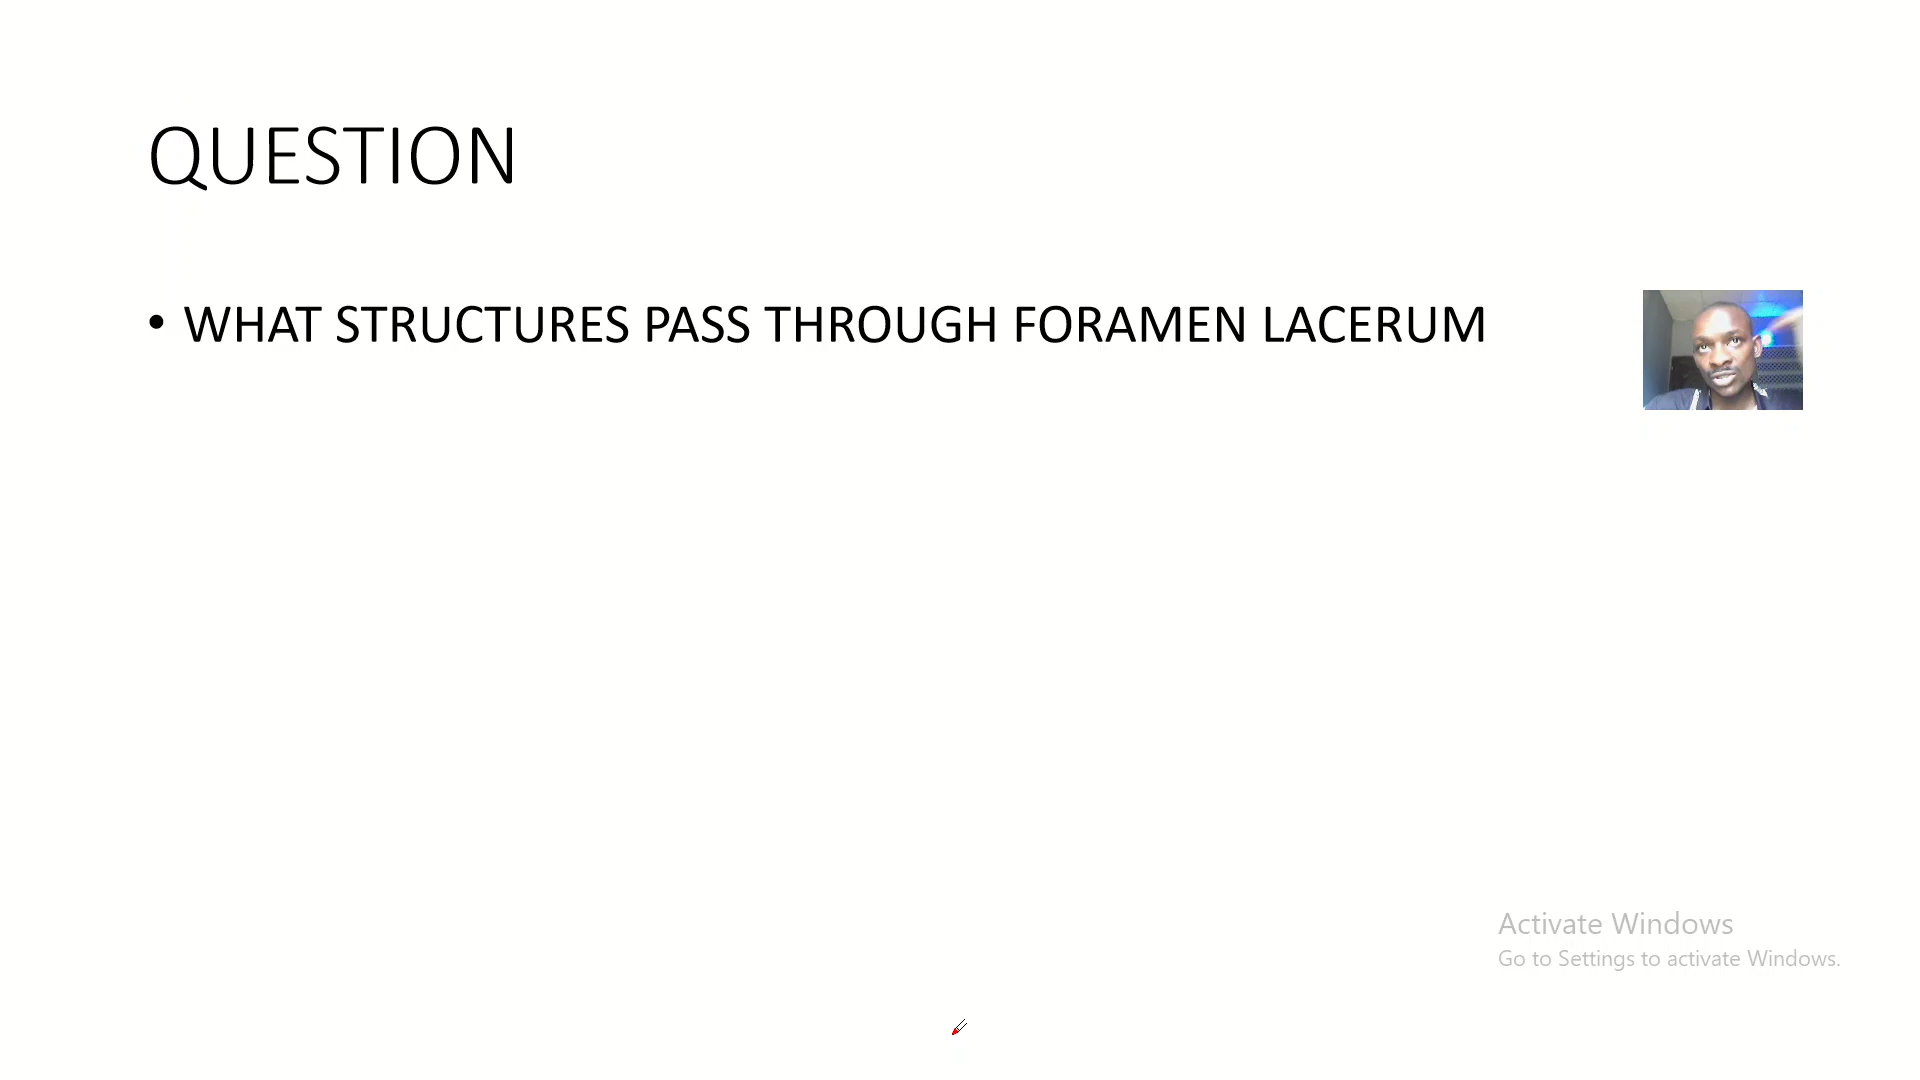 QUESTION
• WHAT STRUCTURES PASS THROUGH FORAMEN LACERUM
Activate Windows
Go to Settings to activate Windows.